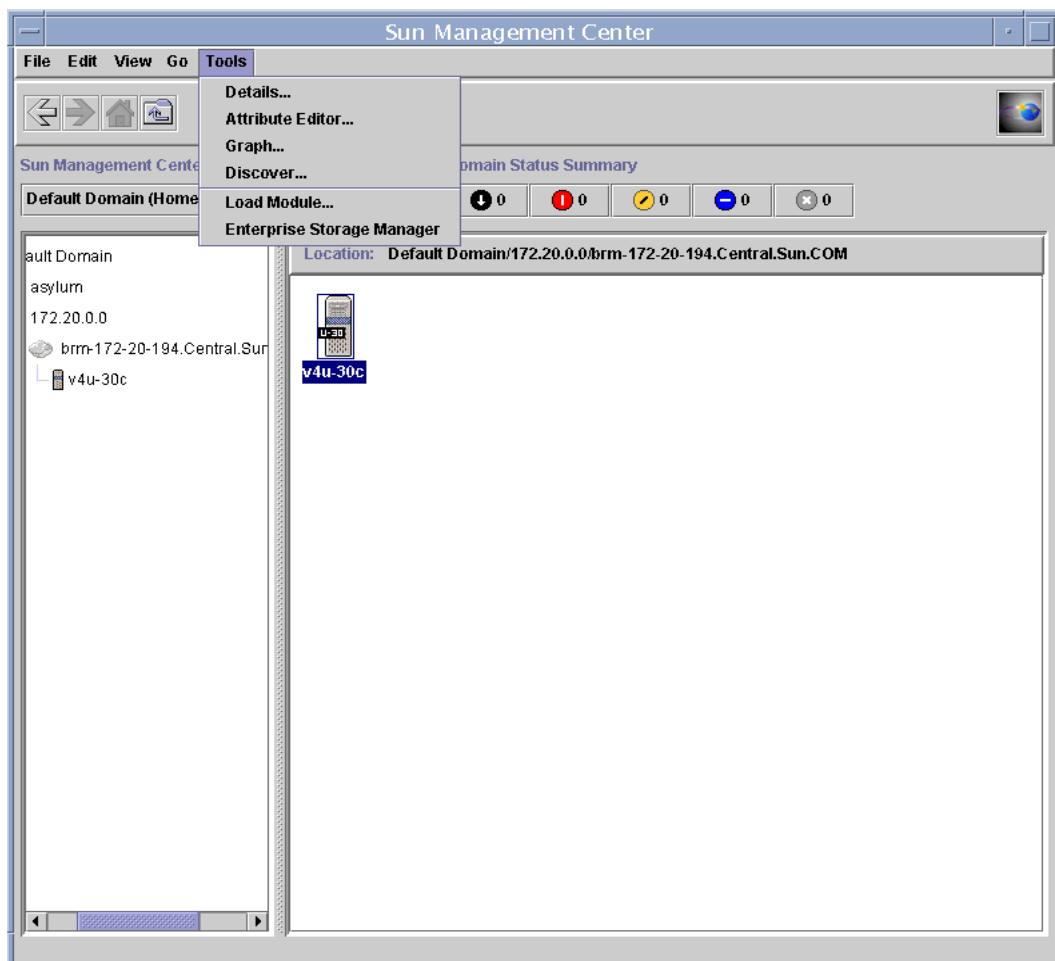 Sun Management Center
File Edit View Go Tools
Details...
Attribute Editor...
Graph...
Discover...
Load Module...
Enterprise Storage Manager
Sun Management Cente
omain Status Summary
Default Domain (Home
0 0 0 0 0
ault Domain
asylum
172.20.0.0
brm-172-20-194.Central.Sur
v4u-30c
Location: Default Domain/172.20.0.0/brm-172-20-194.Central.Sun.COM
U-30
v4u-30c